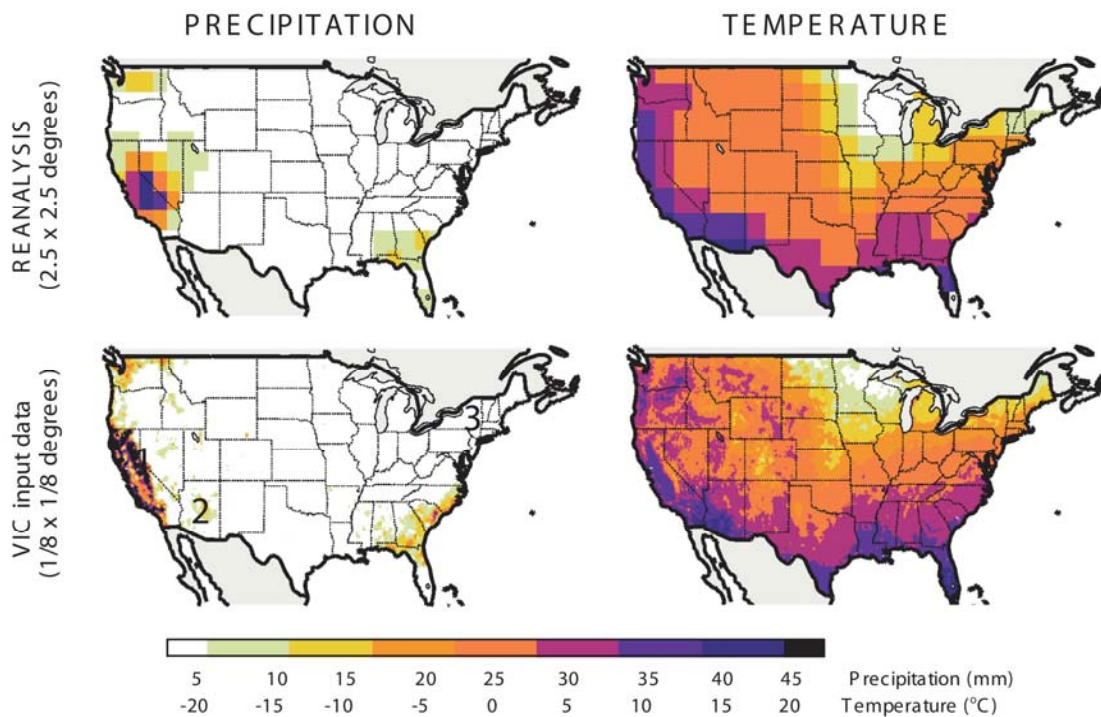 PRECIPITATION
TEMPERATURE
REANALYSIS
(2.5 x 2.5 degrees)
VIC input data
(1/8 x 1/8 degrees)
1
2
3
5 10 15 20 25 30 35 40 45 Precipitation (mm)
-20 -15 -10 -5 0 5 10 15 20 Temperature (°C)